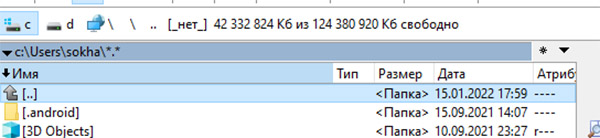 c d \ \ .. [_нет_] 42 332 824 Кб из 124 380 920 Кб свободно
c:\Users\sokha\*.* * ▼
Имя Тип Размер Дата Атрибу
[..] <Папка> 15.01.2022 17:59 ----
[.android] <Папка> 15.09.2021 14:07 ----
[3D Objects] <Папка> 10.09.2021 23:27 ----